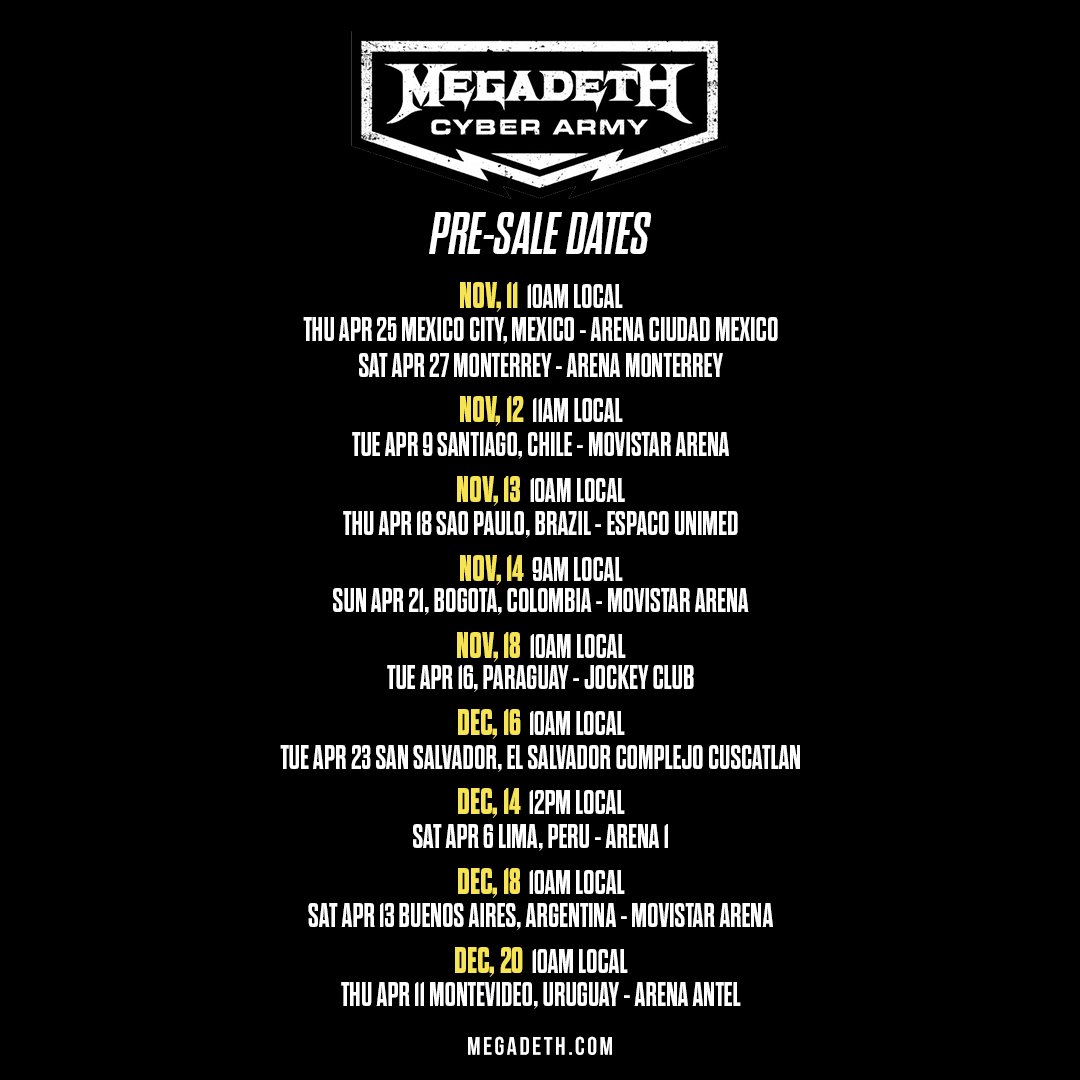 MEGADETH
CYBER ARMY
PRE-SALE DATES
NOV, 11 10AM LOCAL
THU APR 25 MEXICO CITY, MEXICO - ARENA CIUDAD MEXICO
SAT APR 27 MONTERREY - ARENA MONTERREY
NOV, 12 11AM LOCAL
TUE APR 9 SANTIAGO, CHILE - MOVISTAR ARENA
NOV, 13 10AM LOCAL
THU APR 18 SAO PAULO, BRAZIL - ESPACO UNIMED
NOV, 14 9AM LOCAL
SUN APR 21, BOGOTA, COLOMBIA - MOVISTAR ARENA
NOV, 18 10AM LOCAL
TUE APR 16, PARAGUAY - JOCKEY CLUB
DEC, 16 10AM LOCAL
TUE APR 23 SAN SALVADOR, EL SALVADOR COMPLEJO CUSCATLAN
DEC, 14 12PM LOCAL
SAT APR 6 LIMA, PERU - ARENA 1
DEC, 18 10AM LOCAL
SAT APR 13 BUENOS AIRES, ARGENTINA - MOVISTAR ARENA
DEC, 20 10AM LOCAL
THU APR 11 MONTEVIDEO, URUGUAY - ARENA ANTEL
MEGADETH.COM